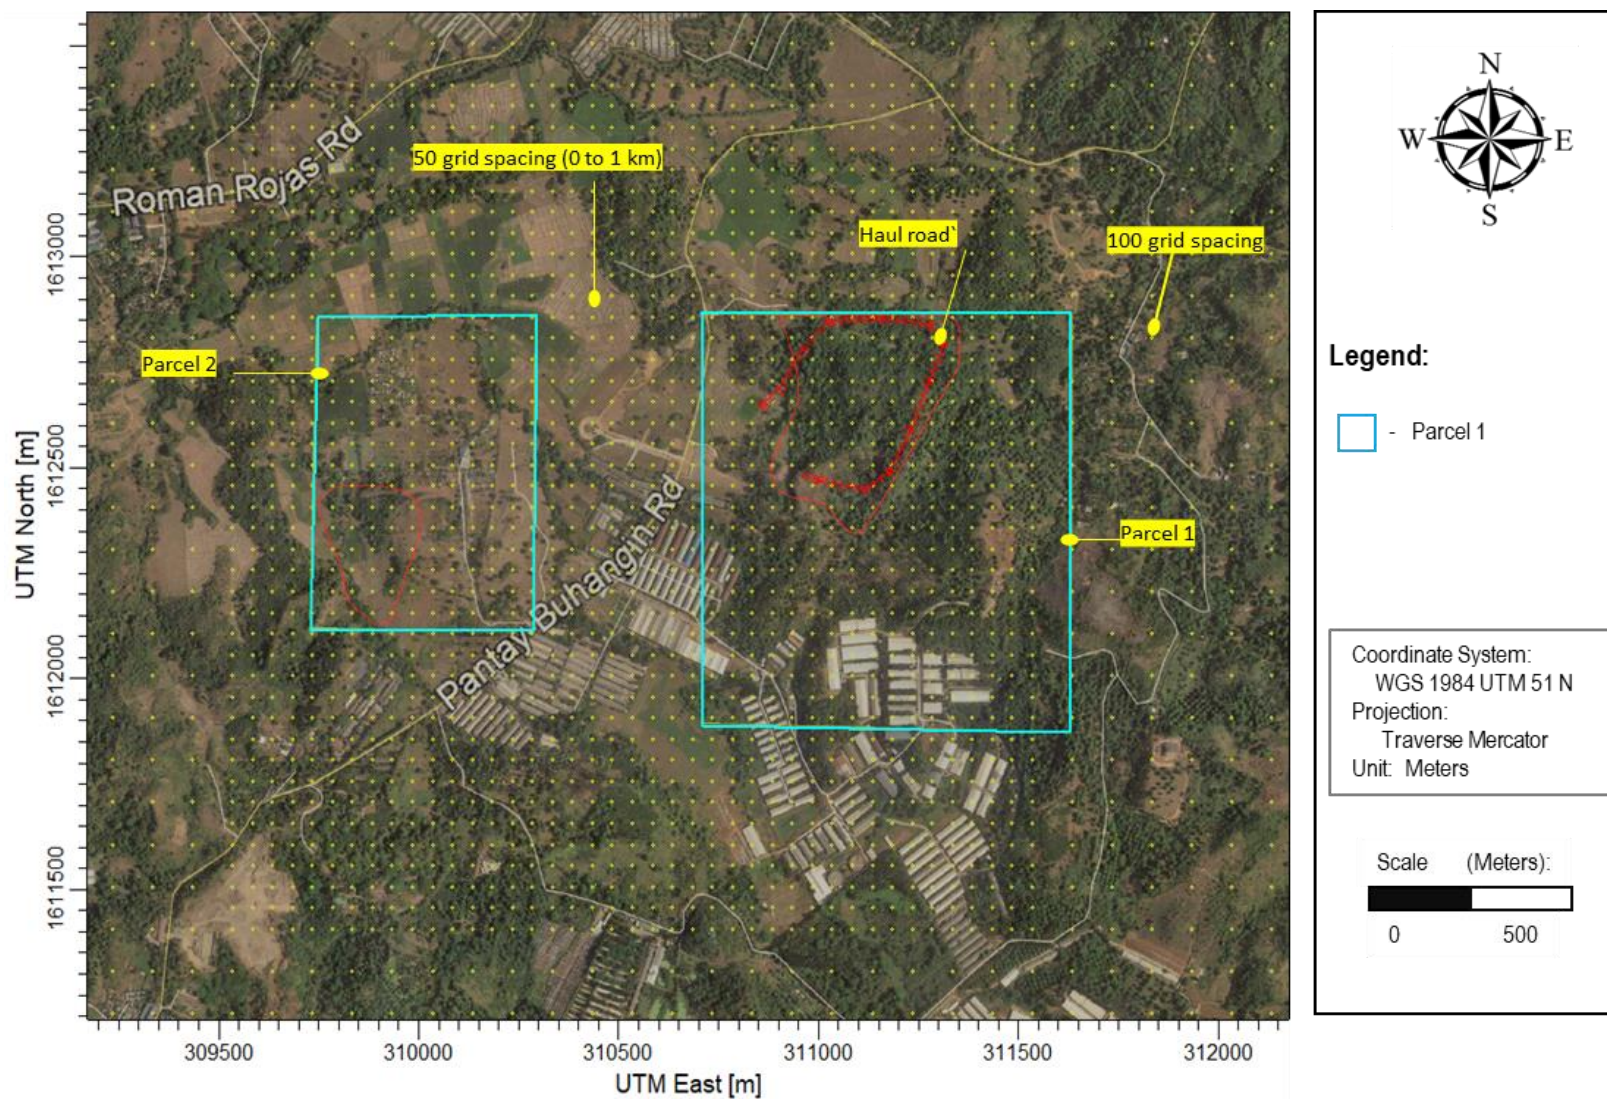 Roman Rojas Rd
'50 grid spacing (0 to 1 km)
Haul road`
100 grid spacing
Parcel 2
Parcel 1
Pantay Buhangin Rd
UTM North [m]
1613000
1612500
1612000
1611500
309500
310000
310500
311000
311500
312000
UTM East [m]
N
W
E
S
Legend:
- Parcel 1
Coordinate System:
WGS 1984 UTM 51 N
Projection:
Traverse Mercator
Unit: Meters
Scale (Meters):
0 500